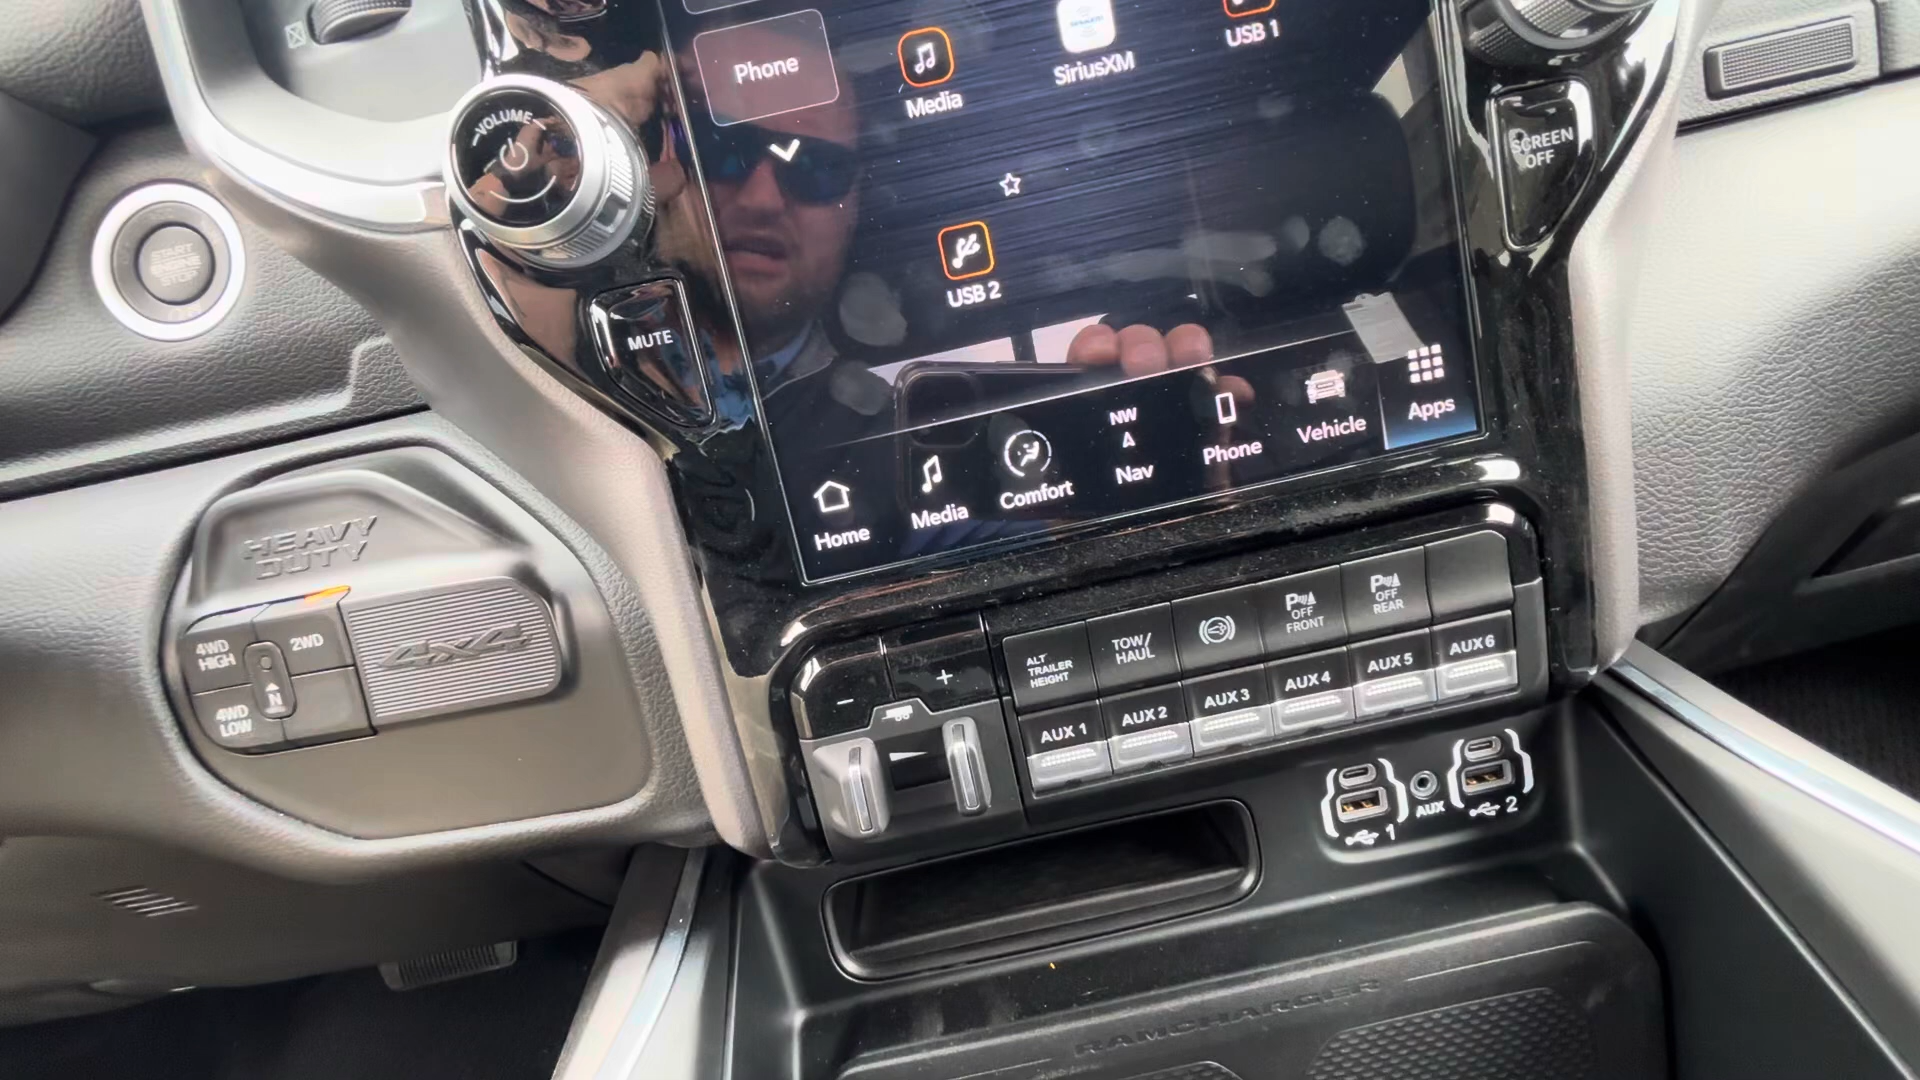 VOLUME
START
ENGINE
STOP
MUTE
Phone
Media
SiriusXM
USB 1
USB 2
SCREEN
OFF
Home
Media
Comfort
NW
Nav
Phone
Vehicle
Apps
HEAVY
DUTY
4WD
HIGH
2WD
N
4WD
LOW
4x4
-
+
ALT
TRAILER
HEIGHT
TOW/
HAUL
P
OFF
FRONT
P
OFF
REAR
AUX 1
AUX 2
AUX 3
AUX 4
AUX 5
AUX 6
1
AUX
2
RAMCHARGER